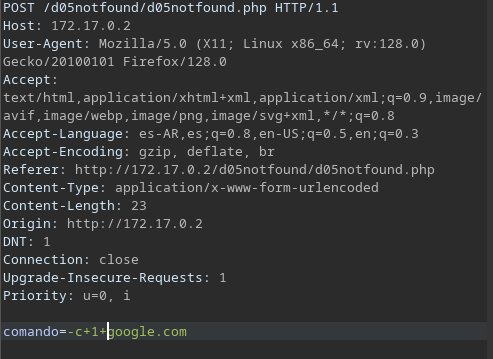 POST /d05notfound/d05notfound.php HTTP/1.1
Host: 172.17.0.2
User-Agent: Mozilla/5.0 (X11; Linux x86_64; rv:128.0)
Gecko/20100101 Firefox/128.0
Accept:
text/html,application/xhtml+xml,application/xml;q=0.9,image/
avif,image/webp,image/png,image/svg+xml,*/*;q=0.8
Accept-Language: es-AR,es;q=0.8,en-US;q=0.5,en;q=0.3
Accept-Encoding: gzip, deflate, br
Referer: http://172.17.0.2/d05notfound/d05notfound.php
Content-Type: application/x-www-form-urlencoded
Content-Length: 23
Origin: http://172.17.0.2
DNT: 1
Connection: close
Upgrade-Insecure-Requests: 1
Priority: u=0, i
comando=-c+1+google.com